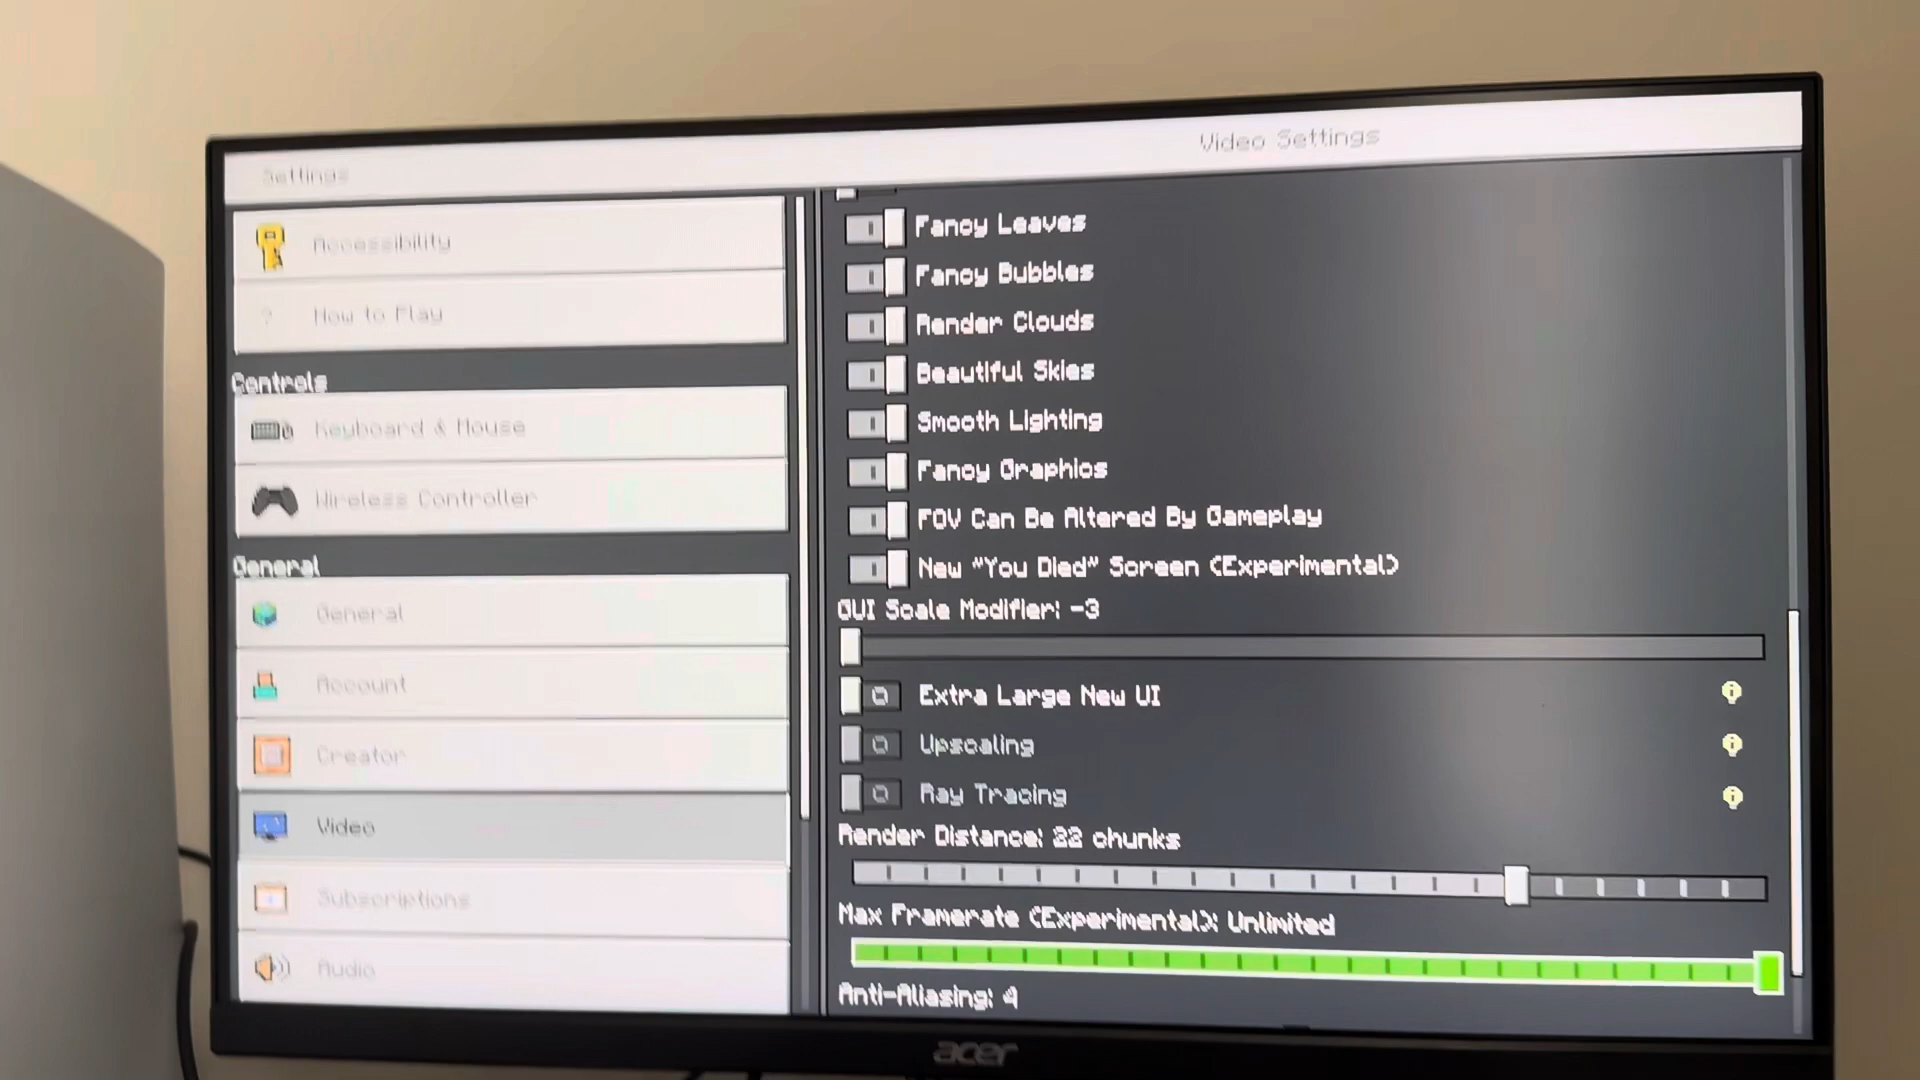 Settings
Video Settings
Accessibility
? How to Play
Controls
Keyboard & Mouse
Wireless Controller
General
General
Account
Creator
Video
Subscriptions
Audio
Fancy Leaves
Fancy Bubbles
Render Clouds
Beautiful Skies
Smooth Lighting
Fancy Graphics
FOV Can Be Altered By Gameplay
New "You Died" Screen (Experimental)
GUI Scale Modifier: -3
Extra Large New UI
Upscaling
Ray Tracing
Render Distance: 22 chunks
Max Framerate (Experimental): Unlimited
Anti-Aliasing: 4
acer